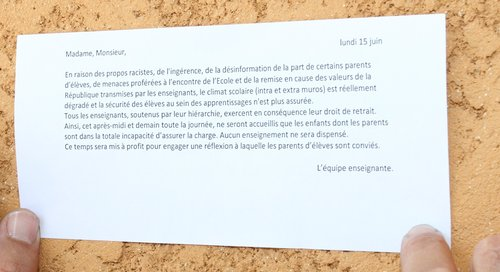 lundi 15 juin
Madame, Monsieur,
En raison des propos racistes, de l'ingérence, de la désinformation de la part de certains parents
d'élèves, de menaces proférées à l'encontre de l'Ecole et de la remise en cause des valeurs de la
République transmises par les enseignants, le climat scolaire (intra et extra muros) est réellement
dégradé et la sécurité des élèves au sein des apprentissages n'est plus assurée.
Tous les enseignants, soutenus par leur hiérarchie, exercent en conséquence leur droit de retrait.
Ainsi, cet après-midi et demain toute la journée, ne seront accueillis que les enfants dont les parents
sont dans la totale incapacité d'assurer la charge. Aucun enseignement ne sera dispensé.
Ce temps sera mis à profit pour engager une réflexion à laquelle les parents d'élèves sont conviés.
L'équipe enseignante.